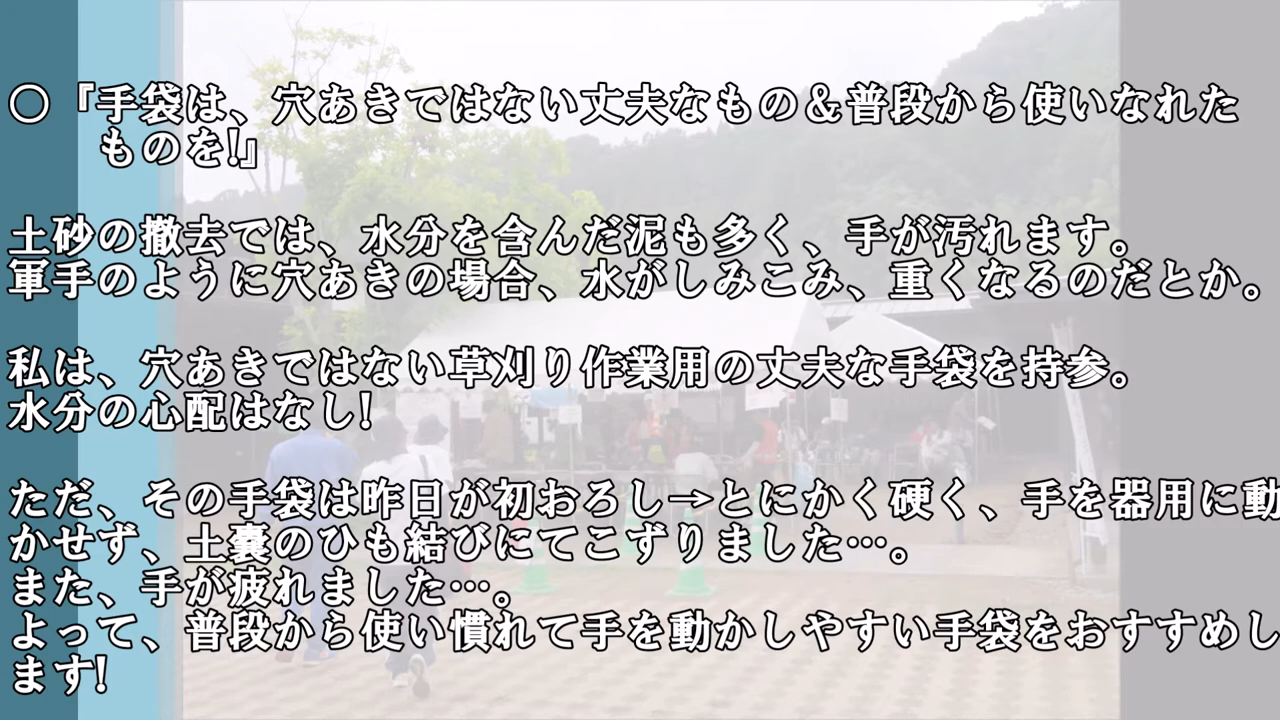 ○『手袋は、穴あきではない丈夫なもの＆普段から使いなれた
ものを!』
土砂の撤去では、水分を含んだ泥も多く、手が汚れます。
軍手のように穴あきの場合、水がしみこみ、重くなるのだとか。
私は、穴あきではない草刈り作業用の丈夫な手袋を持参。
水分の心配はなし!
ただ、その手袋は昨日が初おろし→とにかく硬く、手を器用に動
かせず、土嚢のひも結びにてこずりました…。
また、手が疲れました…。
よって、普段から使い慣れて手を動かしやすい手袋をおすすめし
ます!